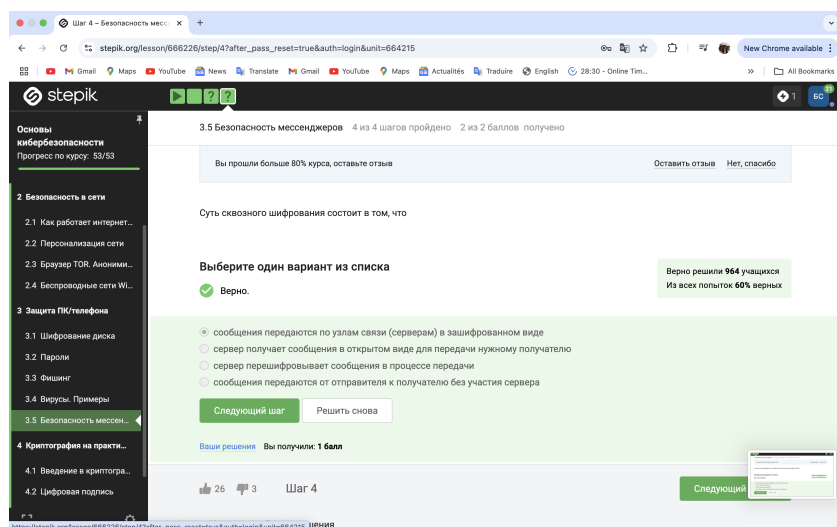 Шаг 4 – Безопасность месс
stepik.org/lesson/666226/step/4?after_pass_reset=true&auth=login&unit=664215
New Chrome available
Gmail Maps YouTube News Translate Gmail YouTube Maps Actualités Traduire English 28:30 - Online Tim... » All Bookmarks
stepik
? ?
1 БС 21
Основы кибербезопасности
Прогресс по курсу: 53/53
2 Безопасность в сети
2.1 Как работает интернет...
2.2 Персонализация сети
2.3 Браузер TOR. Аноними...
2.4 Беспроводные сети Wi...
3 Защита ПК/телефона
3.1 Шифрование диска
3.2 Пароли
3.3 Фишинг
3.4 Вирусы. Примеры
3.5 Безопасность мессен...
4 Криптография на практи...
4.1 Введение в криптогра...
4.2 Цифровая подпись
3.5 Безопасность мессенджеров 4 из 4 шагов пройдено 2 из 2 баллов получено
Вы прошли больше 80% курса, оставьте отзыв Оставить отзыв Нет, спасибо
Суть сквозного шифрования состоит в том, что
Выберите один вариант из списка
Верно.
Верно решили 964 учащихся
Из всех попыток 60% верных
сообщения передаются по узлам связи (серверам) в зашифрованном виде
сервер получает сообщения в открытом виде для передачи нужному получателю
сервер перешифровывает сообщения в процессе передачи
сообщения передаются от отправителя к получателю без участия сервера
Следующий шаг Решить снова
Ваши решения Вы получили: 1 балл
26 3 Шаг 4 Следующий